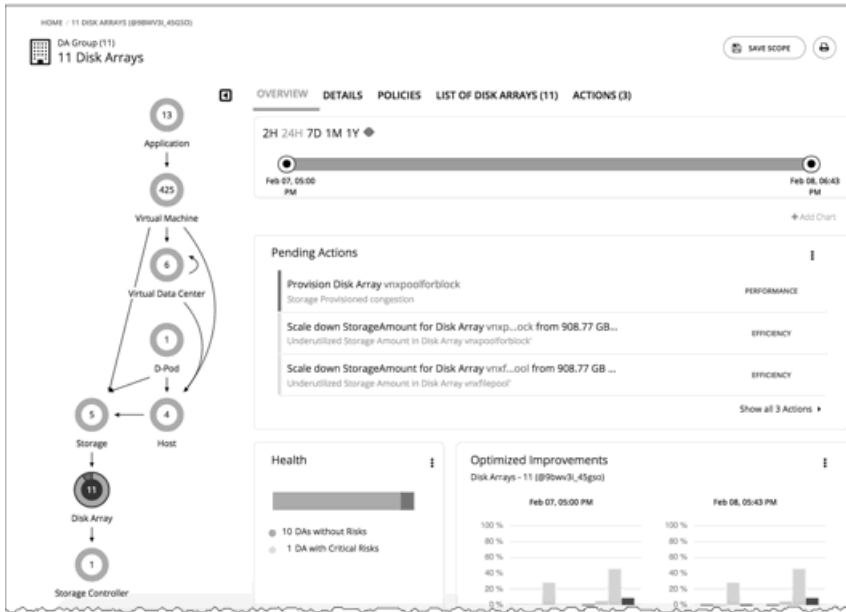 HOME / 11 DISK ARRAYS (@9BWV3I_45GSO)
DA Group (11)
11 Disk Arrays
SAVE SCOPE
OVERVIEW DETAILS POLICIES LIST OF DISK ARRAYS (11) ACTIONS (3)
13
Application
425
Virtual Machine
6
Virtual Data Center
1
D-Pod
5
Storage
4
Host
11
Disk Array
1
Storage Controller
2H 24H 7D 1M 1Y
Feb 07, 05:00
PM
Feb 08, 06:43
PM
+ Add Chart
Pending Actions
Provision Disk Array vnxpoolforblock
Storage Provisioned congestion
PERFORMANCE
Scale down StorageAmount for Disk Array vnxp...ock from 908.77 GB...
Underutilized Storage Amount in Disk Array vnxpoolforblock'
EFFICIENCY
Scale down StorageAmount for Disk Array vnxf...ool from 908.77 GB ...
Underutilized Storage Amount in Disk Array vnxfilepool'
EFFICIENCY
Show all 3 Actions
Health
10 DAs without Risks
1 DA with Critical Risks
Optimized Improvements
Disk Arrays - 11 (@9bwv3i_45gso)
Feb 07, 05:00 PM
100 %
80 %
60 %
40 %
20 %
0 %
Feb 08, 05:43 PM
100 %
80 %
60 %
40 %
20 %
0 %